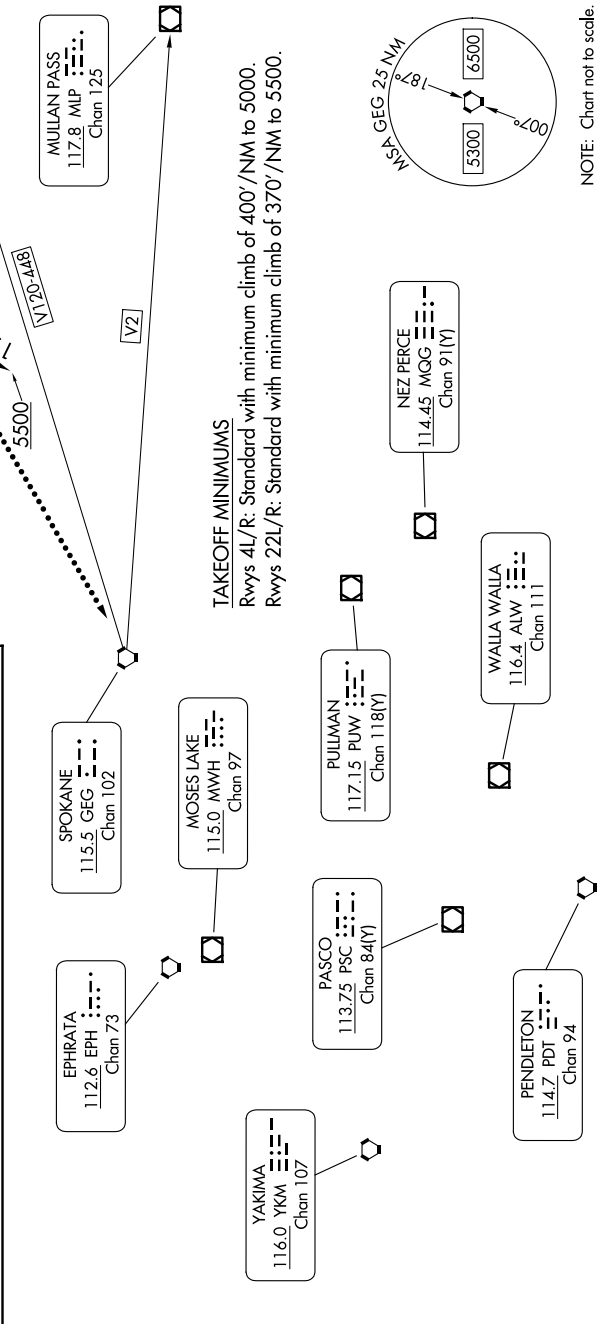 MULLAN PASS
117.8 MLP
Chan 125
V120-448
5500
V2
SPOKANE
115.5 GEG
Chan 102
EPHRATA
112.6 EPH
Chan 73
MOSES LAKE
115.0 MWH
Chan 97
TAKEOFF MINIMUMS
Rwys 4L/R: Standard with minimum climb of 400'/NM to 5000.
Rwys 22L/R: Standard with minimum climb of 370'/NM to 5500.
YAKIMA
116.0 YKM
Chan 107
PASCO
113.75 PSC
Chan 84(Y)
PULLMAN
117.15 PUW
Chan 118(Y)
NEZ PERCE
114.45 MQG
Chan 91(Y)
WALLA WALLA
116.4 ALW
Chan 111
PENDLETON
114.7 PDT
Chan 94
MSA GEG 25 NM
187°
5300
6500
007°
NOTE: Chart not to scale.